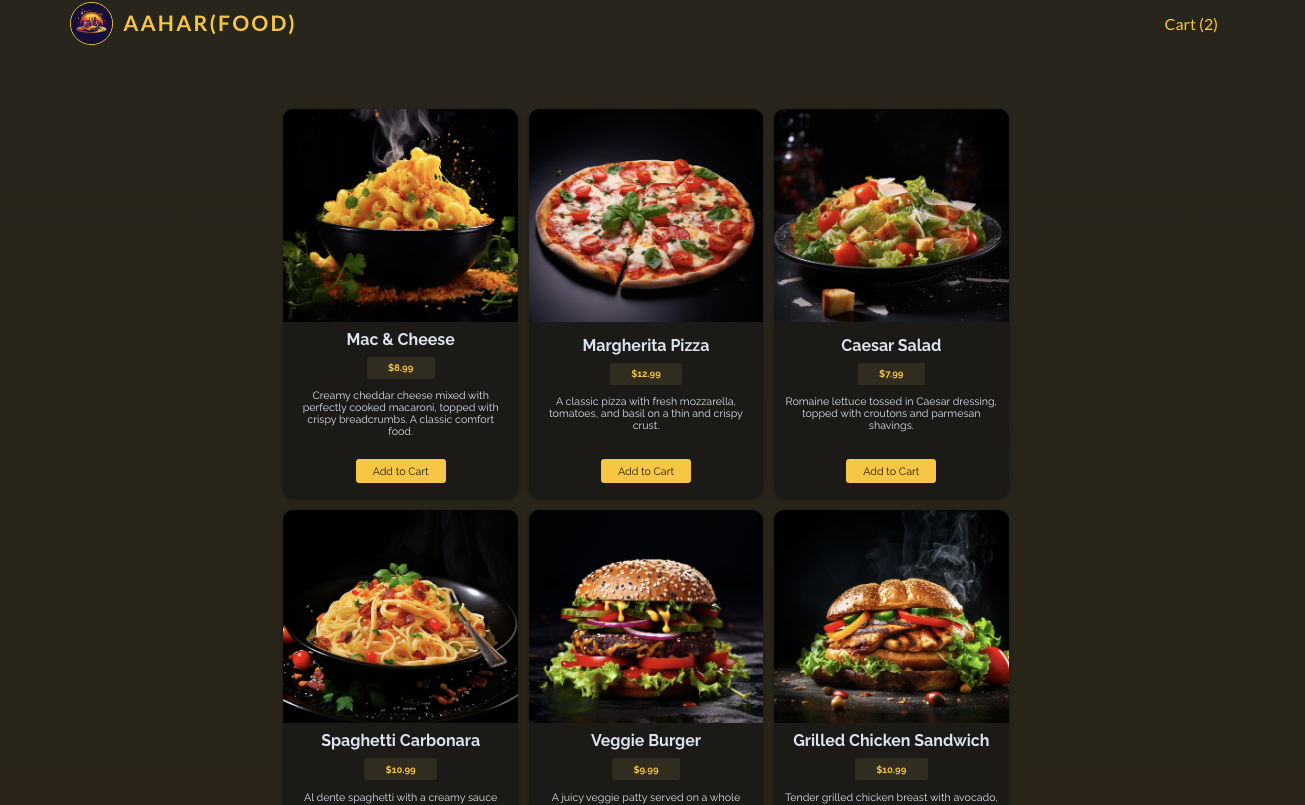 AAHAR(FOOD)
Cart (2)
Mac & Cheese
$8.99
Creamy cheddar cheese mixed with
perfectly cooked macaroni, topped with
crispy breadcrumbs. A classic comfort
food.
Add to Cart
Margherita Pizza
$12.99
A classic pizza with fresh mozzarella,
tomatoes, and basil on a thin and crispy
crust.
Add to Cart
Caesar Salad
$7.99
Romaine lettuce tossed in Caesar dressing,
topped with croutons and parmesan
shavings.
Add to Cart
Spaghetti Carbonara
$10.99
Al dente spaghetti with a creamy sauce
Veggie Burger
$9.99
A juicy veggie patty served on a whole
Grilled Chicken Sandwich
$10.99
Tender grilled chicken breast with avocado,